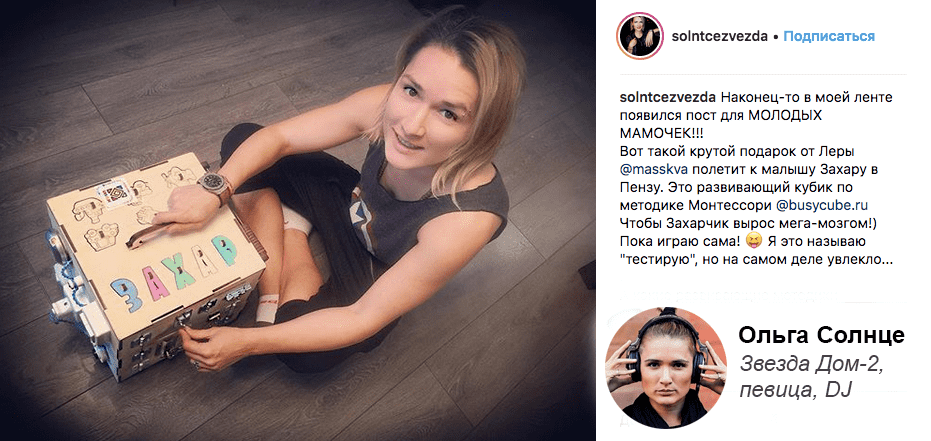 ЗАХАР
solntcezvezda • Подписаться
solntcezvezda Наконец-то в моей ленте
появился пост для МОЛОДЫХ
МАМОЧЕК!!!
Вот такой крутой подарок от Леры
@masskva полетит к малышу Захару в
Пензу. Это развивающий кубик по
методике Монтессори @busycube.ru
Чтобы Захарчик вырос мега-мозгом!)
Пока играю сама! 😝 Я это называю
"тестирую", но на самом деле увлекло...
Ольга Солнце
Звезда Дом-2,
певица, DJ